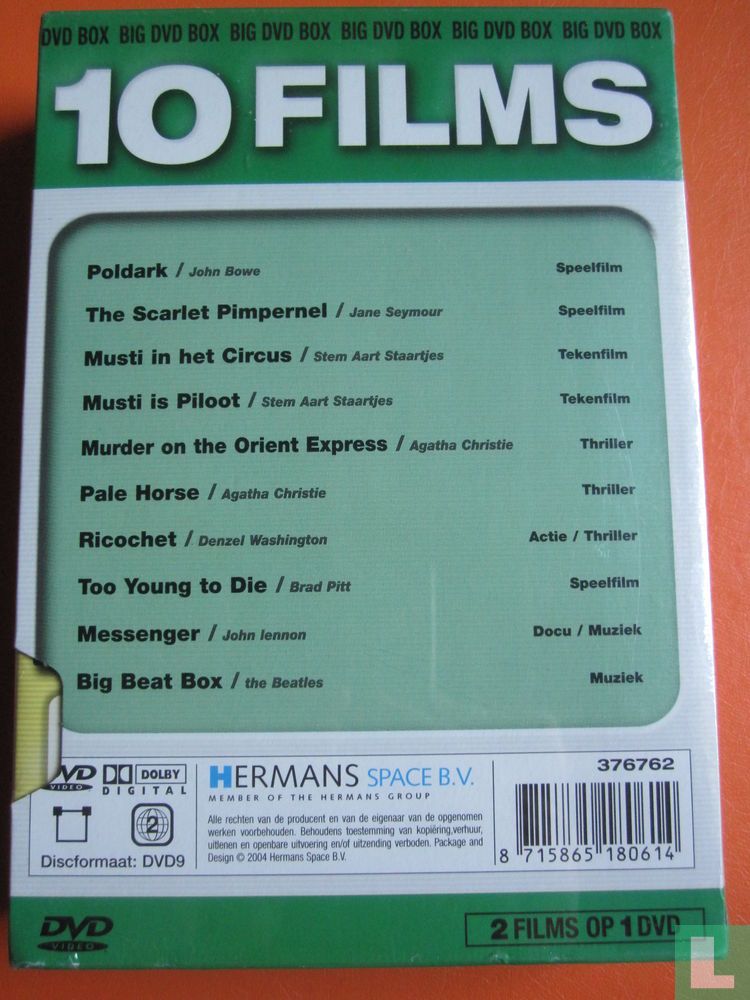 DVD BOX BIG DVD BOX BIG DVD BOX BIG DVD BOX BIG DVD BOX BIG DVD BOX
10 FILMS
Poldark / John Bowe Speelfilm
The Scarlet Pimpernel / Jane Seymour Speelfilm
Musti in het Circus / Stem Aart Staartjes Tekenfilm
Musti is Piloot / Stem Aart Staartjes Tekenfilm
Murder on the Orient Express / Agatha Christie Thriller
Pale Horse / Agatha Christie Thriller
Ricochet / Denzel Washington Actie / Thriller
Too Young to Die / Brad Pitt Speelfilm
Messenger / John lennon Docu / Muziek
Big Beat Box / the Beatles Muziek
DVD VIDEO
DOLBY DIGITAL
2
Discformaat: DVD9
HERMANS SPACE B.V.
MEMBER OF THE HERMANS GROUP
Alle rechten van de producent en van de eigenaar van de opgenomen
werken voorbehouden. Behoudens toestemming van kopiëring,verhuur,
uitlenen en openbare uitvoering en/of uitzending verboden. Package and
Design © 2004 Hermans Space B.V.
376762
8 715865 180614
DVD VIDEO
2 FILMS OP 1 DVD
L